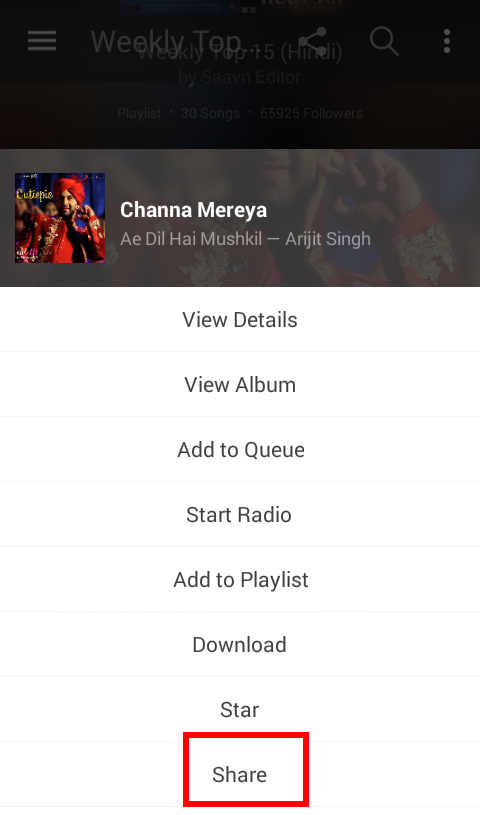 Weekly Top...
Weekly Top 15 (Hindi)
by Saavn Editor
Playlist • 30 Songs • 65925 Followers
Cutiepie
Channa Mereya
Ae Dil Hai Mushkil — Arijit Singh
View Details
View Album
Add to Queue
Start Radio
Add to Playlist
Download
Star
Share